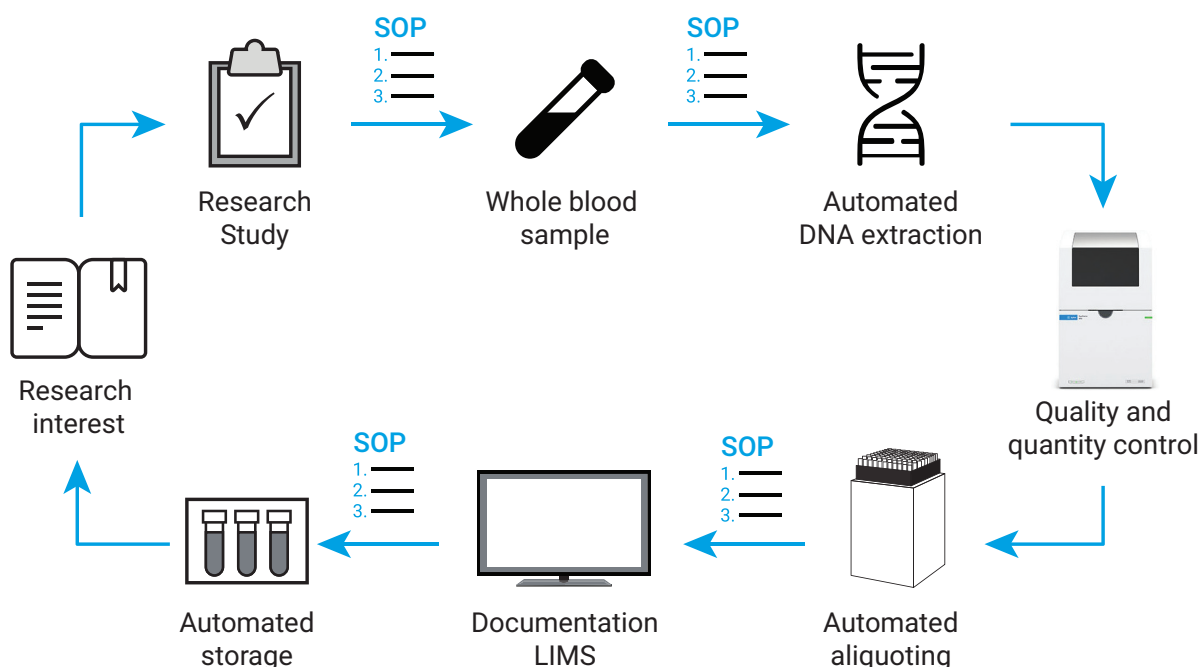 SOP
1.
2.
3.
SOP
1.
2.
3.
Research
Study
Whole blood
sample
Automated
DNA extraction
Research
interest
Quality and
quantity control
SOP
1.
2.
3.
SOP
1.
2.
3.
Automated
storage
Documentation
LIMS
Automated
aliquoting